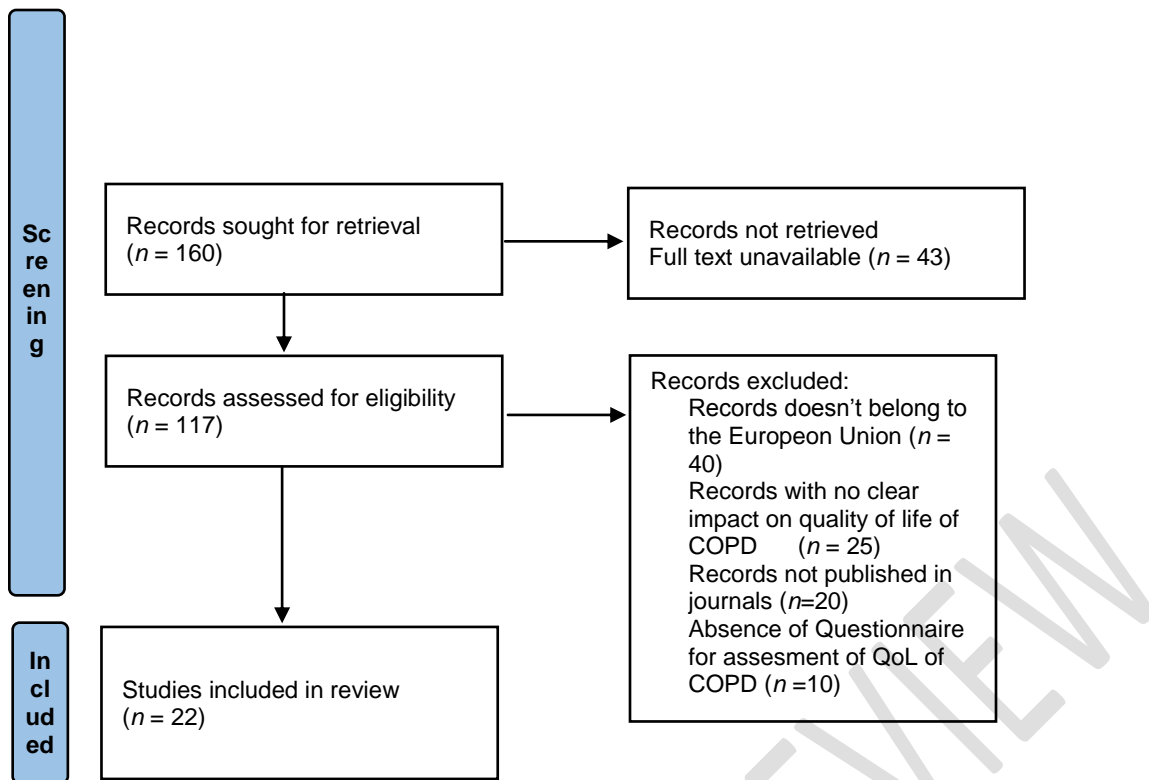 Sc
re
en
in
g
Records sought for retrieval
(n = 160)
Records not retrieved
Full text unavailable (n = 43)
Records assessed for eligibility
(n = 117)
Records excluded:
Records doesn't belong to
the Europeon Union (n =
40)
Records with no clear
impact on quality of life of
COPD (n = 25)
Records not published in
journals (n=20)
Absence of Questionnaire
for assesment of QoL of
COPD (n =10)
In
cl
ud
ed
Studies included in review
(n = 22)
VIEW